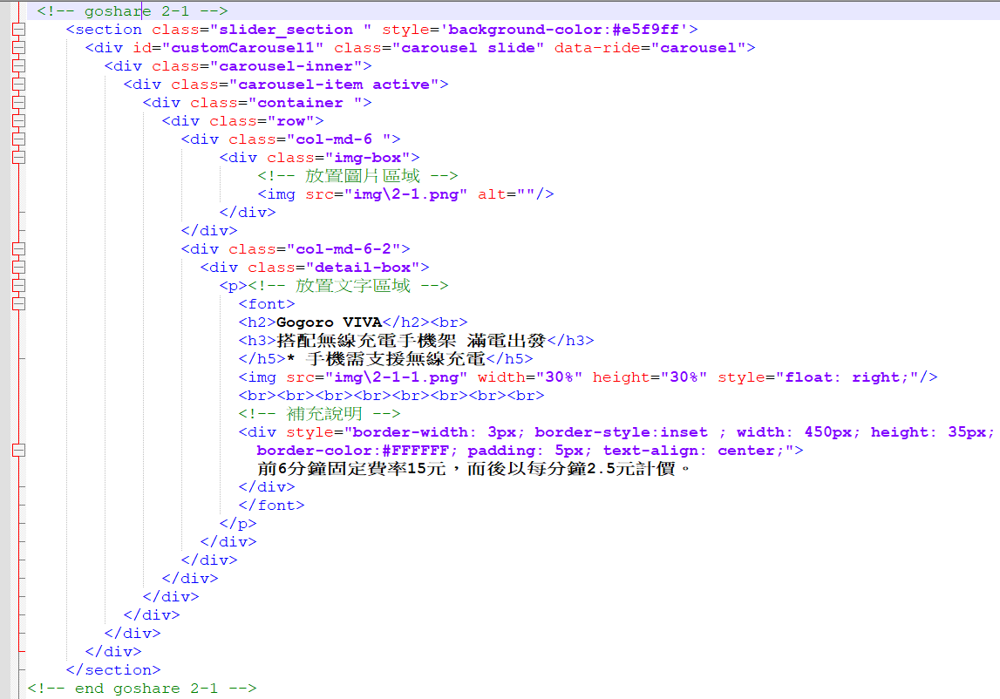 <!-- goshare 2-1 -->
<section class="slider_section " style='background-color:#e5f9ff'>
<div id="customCarousel1" class="carousel slide" data-ride="carousel">
<div class="carousel-inner">
<div class="carousel-item active">
<div class="container ">
<div class="row">
<div class="col-md-6 ">
<div class="img-box">
<!-- 放置圖片區域 -->
<img src="img\2-1.png" alt=""/>
</div>
</div>
<div class="col-md-6-2">
<div class="detail-box">
<p><!-- 放置文字區域 -->
<font>
<h2>Gogoro VIVA</h2><br>
<h3>搭配無線充電手機架 滿電出發</h3>
</h5>* 手機需支援無線充電</h5>
<img src="img\2-1-1.png" width="30%" height="30%" style="float: right;"/>
<br><br><br><br><br><br><br><br>
<!-- 補充說明 -->
<div style="border-width: 3px; border-style:inset ; width: 450px; height: 35px;
border-color:#FFFFFF; padding: 5px; text-align: center;">
前6分鐘固定費率15元，而後以每分鐘2.5元計價。
</div>
</font>
</p>
</div>
</div>
</div>
</div>
</div>
</div>
</div>
</section>
<!-- end goshare 2-1 -->